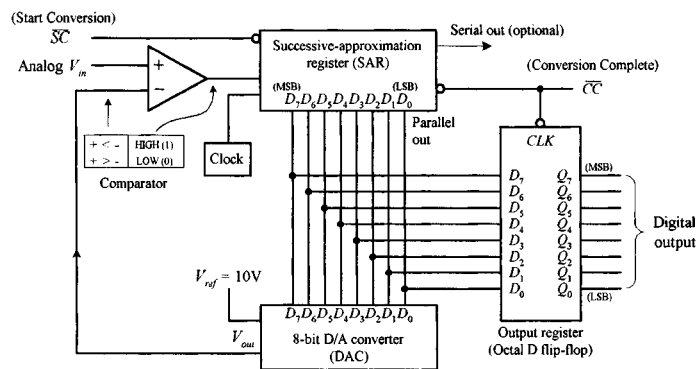 (Start Conversion)
SC
Analog V_in
+
−
+ < -
HIGH (1)
+ > -
LOW (0)
Comparator
Clock
Successive-approximation
register (SAR)
(MSB)
(LSB)
D7 D6 D5 D4 D3 D2 D1 D0
Serial out (optional)
Parallel
out
(Conversion Complete)
CC
CLK
D7 Q7 (MSB)
D6 Q6
D5 Q5
D4 Q4
D3 Q3
D2 Q2
D1 Q1
D0 Q0 (LSB)
Digital
output
Output register
(Octal D flip-flop)
V_ref = 10V
V_out
D7 D6 D5 D4 D3 D2 D1 D0
8-bit D/A converter
(DAC)